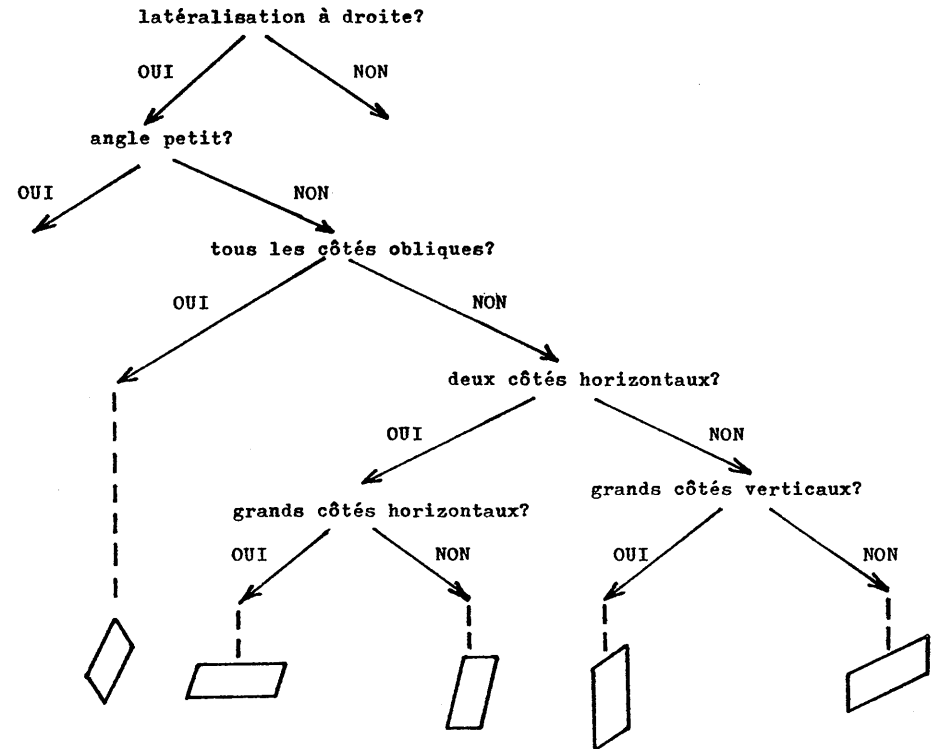 latéralisation à droite?
OUI NON
angle petit?
OUI NON
tous les côtés obliques?
OUI NON
deux côtés horizontaux?
OUI NON
grands côtés verticaux?
grands côtés horizontaux?
OUI NON OUI NON